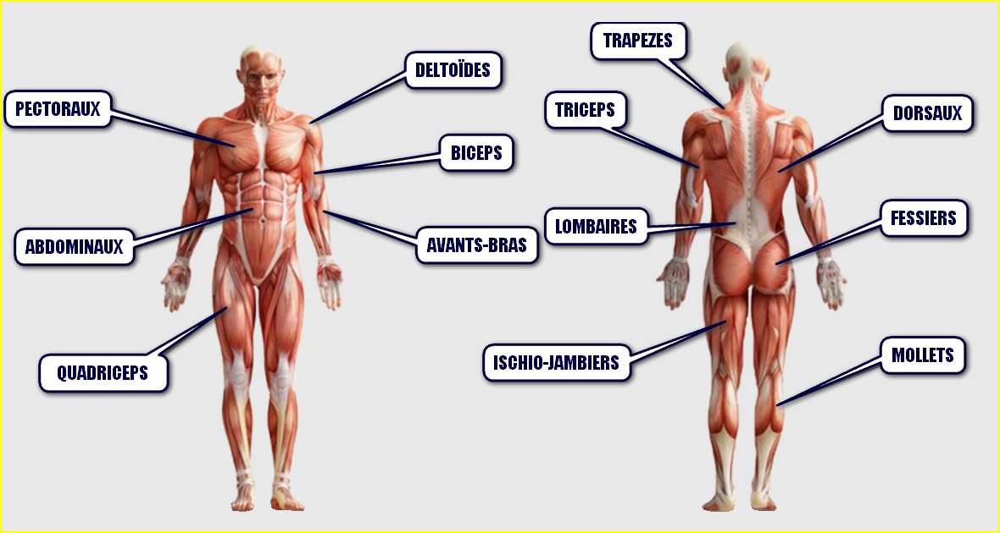 PECTORAUX
DELTOÏDES
BICEPS
ABDOMINAUX
AVANTS-BRAS
QUADRICEPS
TRAPEZES
TRICEPS
DORSAUX
LOMBAIRES
FESSIERS
ISCHIO-JAMBIERS
MOLLETS